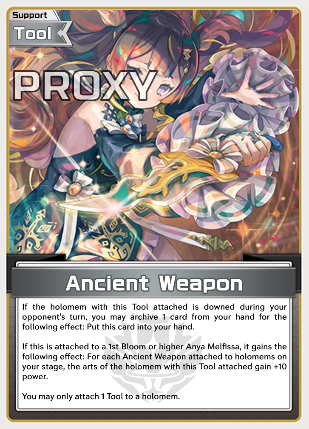 Support
Tool
PROXY
Ancient Weapon
If the holomem with this Tool attached is downed during your
opponent's turn, you may archive 1 card from your hand for the
following effect: Put this card into your hand.
If this is attached to a 1st Bloom or higher Anya Melfissa, it gains the
following effect: For each Ancient Weapon attached to holomems on
your stage, the arts of the holomem with this Tool attached gain +10
power.
You may only attach 1 Tool to a holomem.